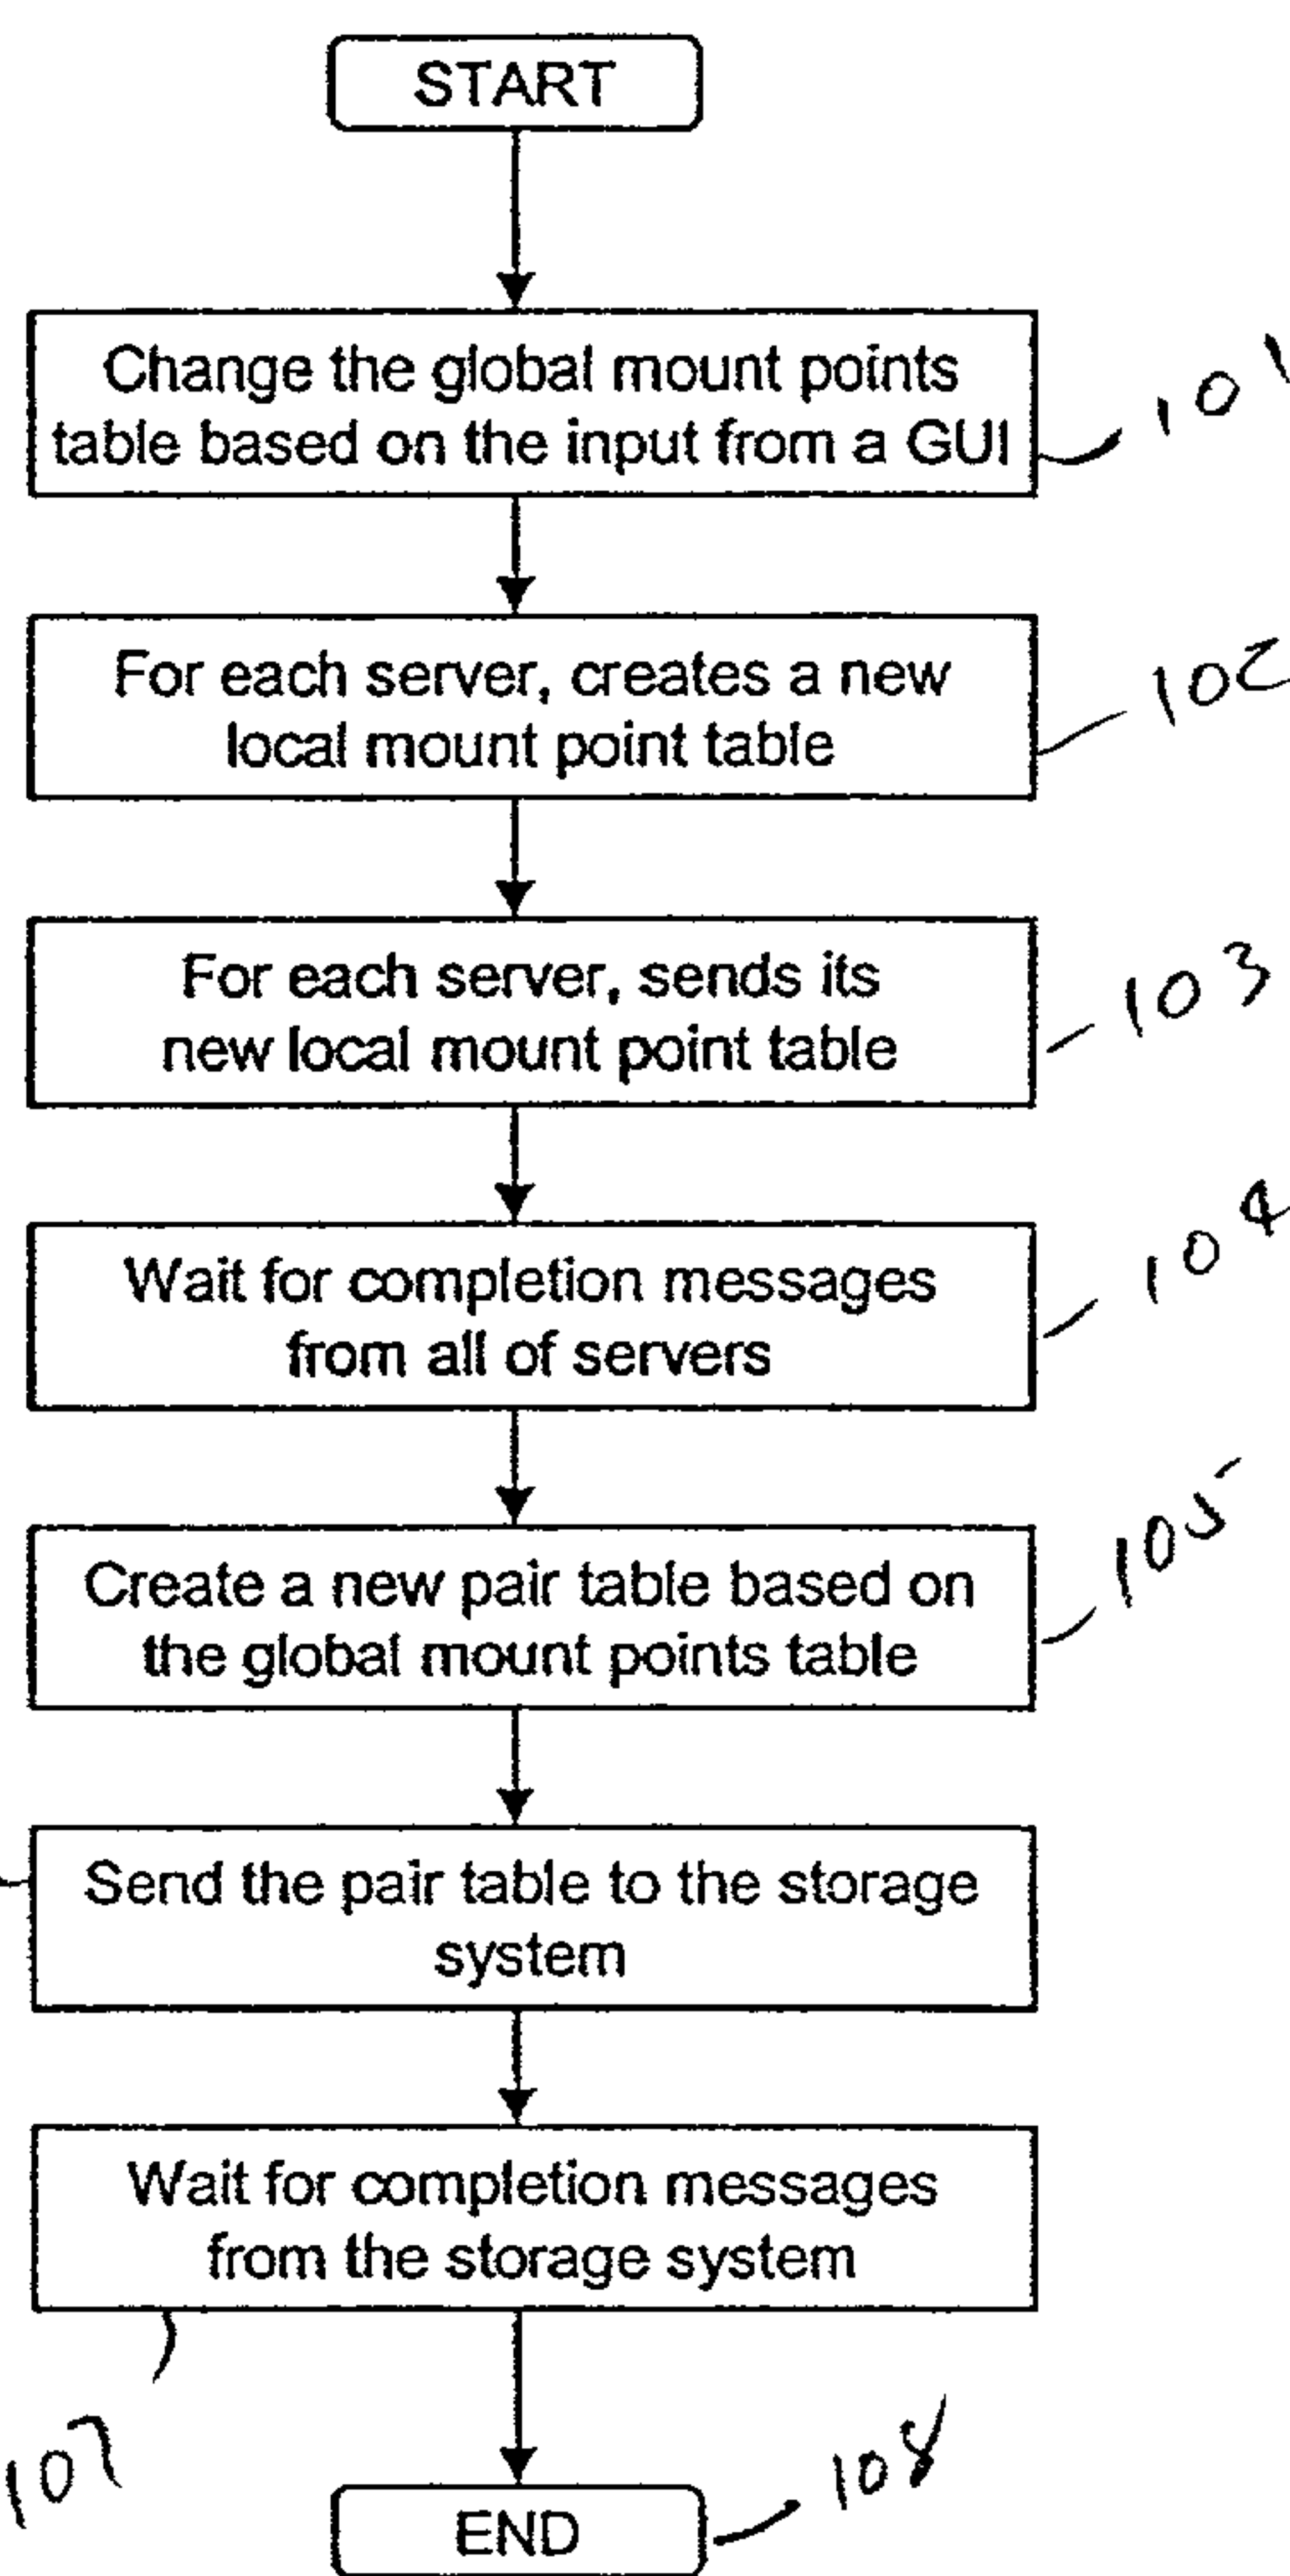 START
Change the global mount points
table based on the input from a GUI
101
For each server, creates a new
local mount point table
102
For each server, sends its
new local mount point table
103
Wait for completion messages
from all of servers
104
Create a new pair table based on
the global mount points table
105
Send the pair table to the storage
system
Wait for completion messages
from the storage system
107
END
108